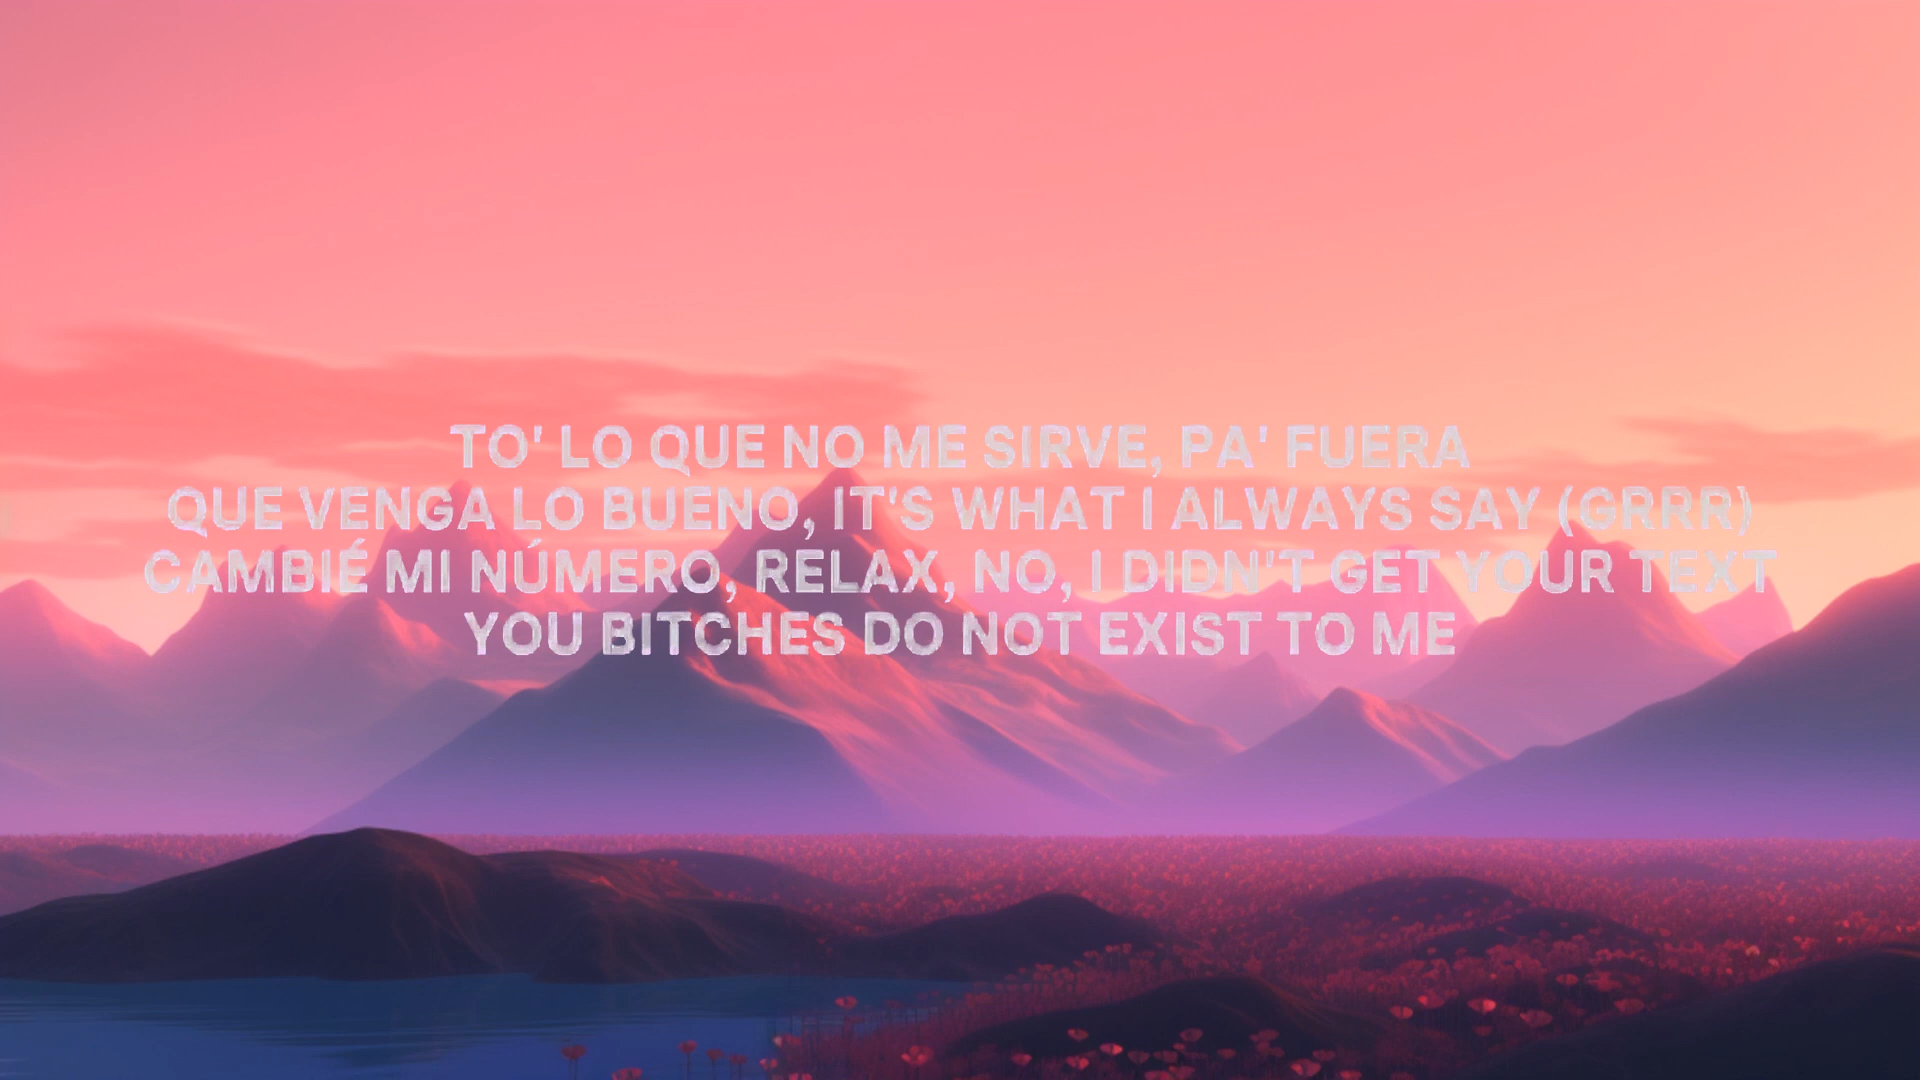 TO' LO QUE NO ME SIRVE, PA' FUERA
QUE VENGA LO BUENO, IT'S WHAT I ALWAYS SAY (GRRR)
CAMBIÉ MI NÚMERO, RELAX, NO, I DIDN'T GET YOUR TEXT
YOU BITCHES DO NOT EXIST TO ME